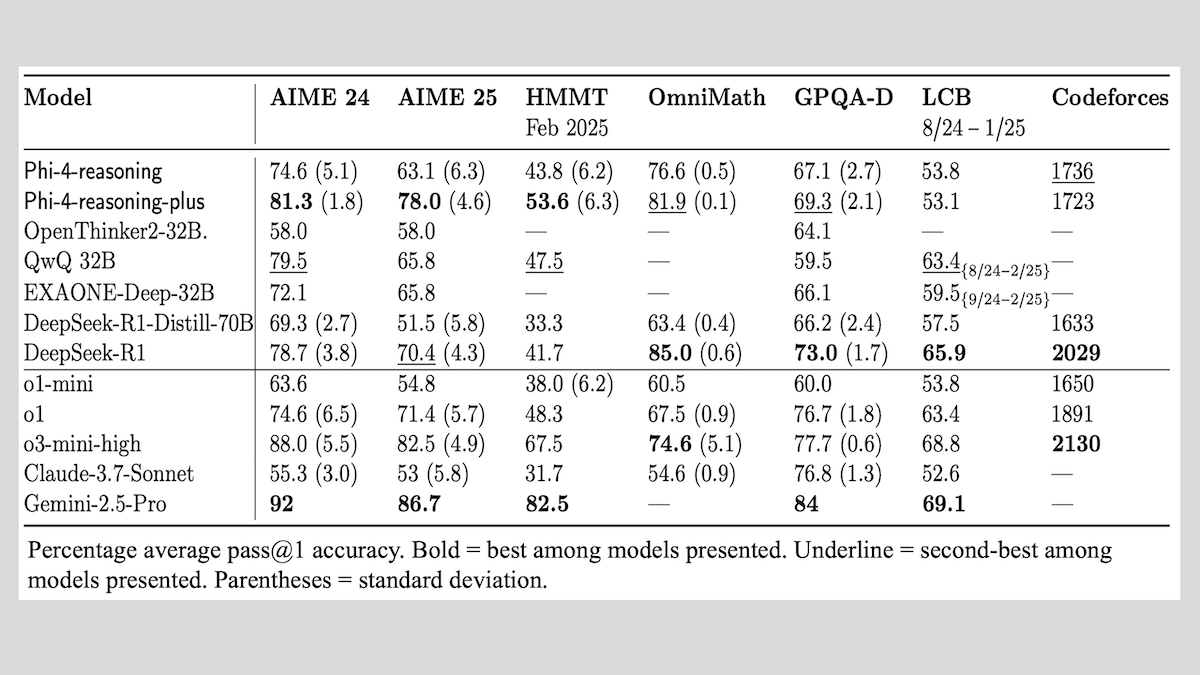 Model AIME 24 AIME 25 HMMT OmniMath GPQA-D LCB Codeforces
Feb 2025 8/24 – 1/25
Phi-4-reasoning 74.6 (5.1) 63.1 (6.3) 43.8 (6.2) 76.6 (0.5) 67.1 (2.7) 53.8 1736
Phi-4-reasoning-plus 81.3 (1.8) 78.0 (4.6) 53.6 (6.3) 81.9 (0.1) 69.3 (2.1) 53.1 1723
OpenThinker2-32B. 58.0 58.0 — — 64.1 — —
QwQ 32B 79.5 65.8 47.5 — 59.5 63.4{8/24–2/25} —
EXAONE-Deep-32B 72.1 65.8 — — 66.1 59.5{9/24–2/25} —
DeepSeek-R1-Distill-70B 69.3 (2.7) 51.5 (5.8) 33.3 63.4 (0.4) 66.2 (2.4) 57.5 1633
DeepSeek-R1 78.7 (3.8) 70.4 (4.3) 41.7 85.0 (0.6) 73.0 (1.7) 65.9 2029
o1-mini 63.6 54.8 38.0 (6.2) 60.5 60.0 53.8 1650
o1 74.6 (6.5) 71.4 (5.7) 48.3 67.5 (0.9) 76.7 (1.8) 63.4 1891
o3-mini-high 88.0 (5.5) 82.5 (4.9) 67.5 74.6 (5.1) 77.7 (0.6) 68.8 2130
Claude-3.7-Sonnet 55.3 (3.0) 53 (5.8) 31.7 54.6 (0.9) 76.8 (1.3) 52.6 —
Gemini-2.5-Pro 92 86.7 82.5 — 84 69.1 —
Percentage average pass@1 accuracy. Bold = best among models presented. Underline = second-best among
models presented. Parentheses = standard deviation.